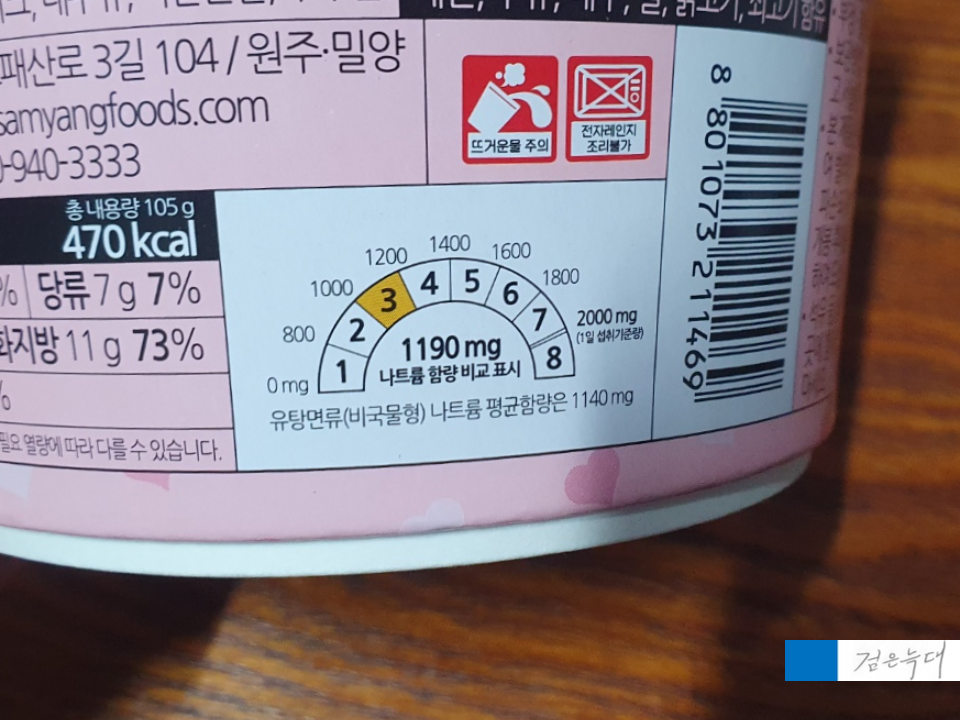 패산로 3길 104 / 원주·밀양
samyangfoods.com
-940-3333
뜨거운물 주의
전자레인지
조리불가
총 내용량 105 g
470 kcal
% 당류 7 g 7%
화지방 11 g 73%
%
필요 열량에 따라 다를 수 있습니다.
0 mg 800 1000 1200 1400 1600 1800 2000 mg
(1일 섭취기준량)
1 2 3 4 5 6 7 8
1190 mg
나트륨 함량 비교 표시
유탕면류(비국물형) 나트륨 평균함량은 1140 mg
8 801073 211469
검은늑대